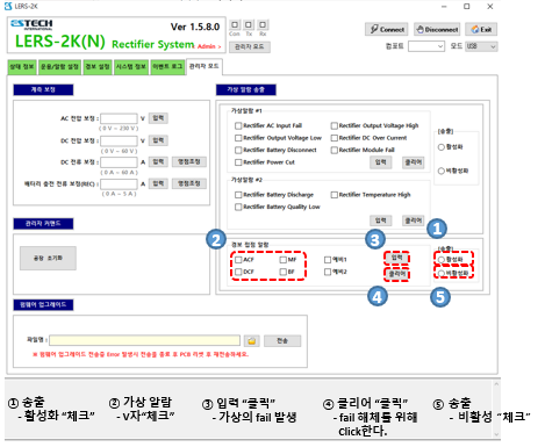 LERS-2K
ESTECH
INTERNATIONAL
LERS-2K(N) Rectifier System Admin -
Ver 1.5.8.0
Com Tx Rx
관리자 모드
Connect Disconnect Exit
컴포트 모드 USB
상태 정보 운용/알람 설정 경보 설정 시스템 정보 이벤트 로그 관리자 모드
계측 보정
AC 전압 보정 : V 입력
( 0 V ~ 230 V )
DC 전압 보정 : V 입력
( 0 V ~ 60 V )
DC 전류 보정 : A 입력 영점조정
( 0 A ~ 60 A )
배터리 충전 전류 보정(REC) : A 입력 영점조정
( 0 A ~ 5 A )
관리자 커맨드
공장 초기화
가상 알람 송출
가상알람 #1
Rectifier AC Input Fail Rectifier Output Voltage High
Rectifier Output Voltage Low Rectifier DC Over Current
Rectifier Battery Disconnect Rectifier Module Fail
Rectifier Power Cut 입력 클리어
[송출]
활성화
비활성화
가상알람 #2
Rectifier Battery Discharge Rectifier Temperature High
Rectifier Battery Quality Low
입력 클리어
① ② ③
경보 접점 알람
ACF MF 예비1 입력
DCF BF 예비2 클리어
[송출]
활성화
비활성화
④ ⑤
펌웨어 업그레이드
파일명 : 전송
※ 펌웨어 업그레이드 전송중 Error 발생시 전송을 종료 후 PCB 리셋 후 재전송하세요.
① 송출
- 활성화 “체크”
② 가상 알람
- V자“체크”
③ 입력 “클릭”
- 가상의 fail 발생
④ 클리어 “클릭”
- fail 해체를 위해
Click한다.
⑤ 송출
- 비활성 “체크”